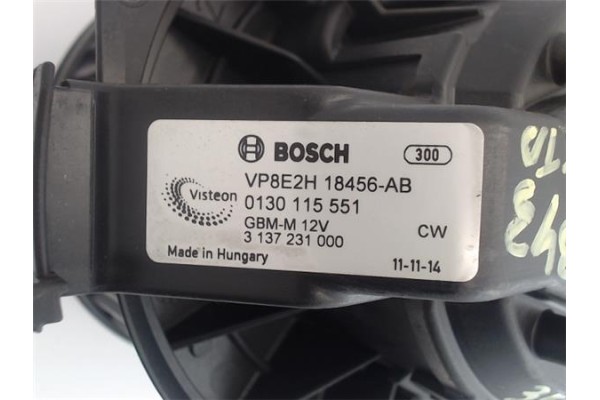 BOSCH 300
Visteon
VP8E2H 18456-AB
0130 115 551
GBM-M 12V CW
3 137 231 000
Made in Hungary 11-11-14